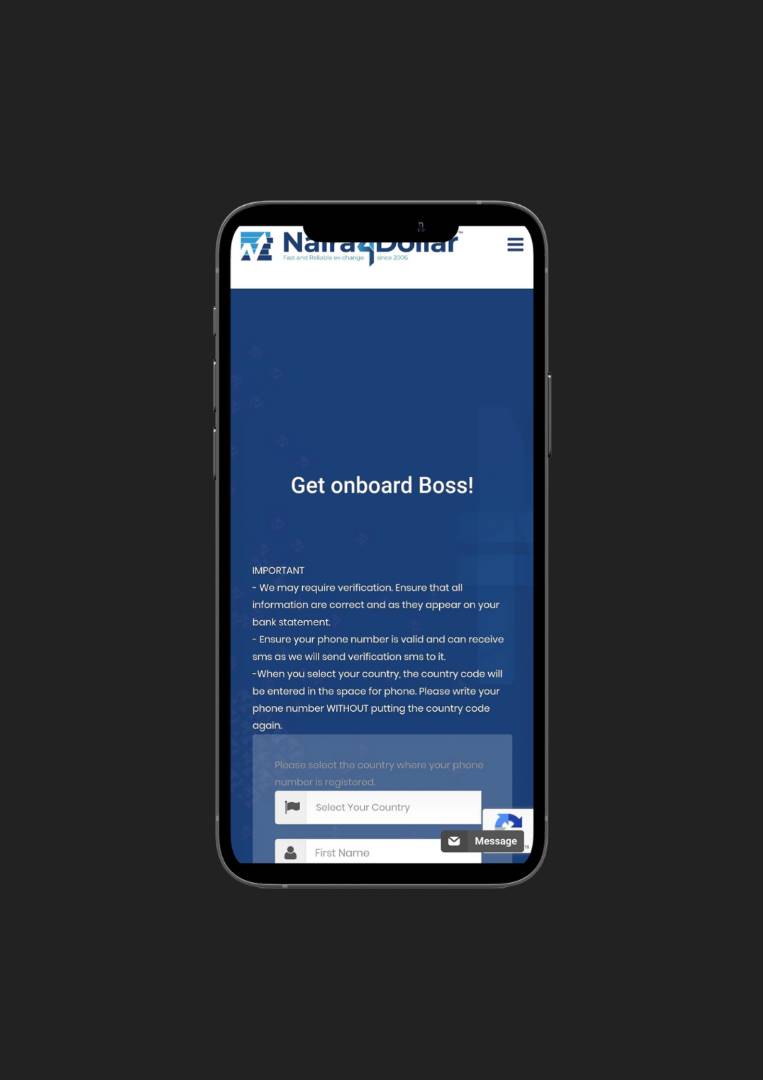 Naira4Dollar
Fast and Reliable ex-change since 2006
Get onboard Boss!
IMPORTANT
- We may require verification. Ensure that all
information are correct and as they appear on your
bank statement.
- Ensure your phone number is valid and can receive
sms as we will send verification sms to it.
-When you select your country, the country code will
be entered in the space for phone. Please write your
phone number WITHOUT putting the country code
again.
Please select the country where your phone
number is registered.
Select Your Country
First Name
Message